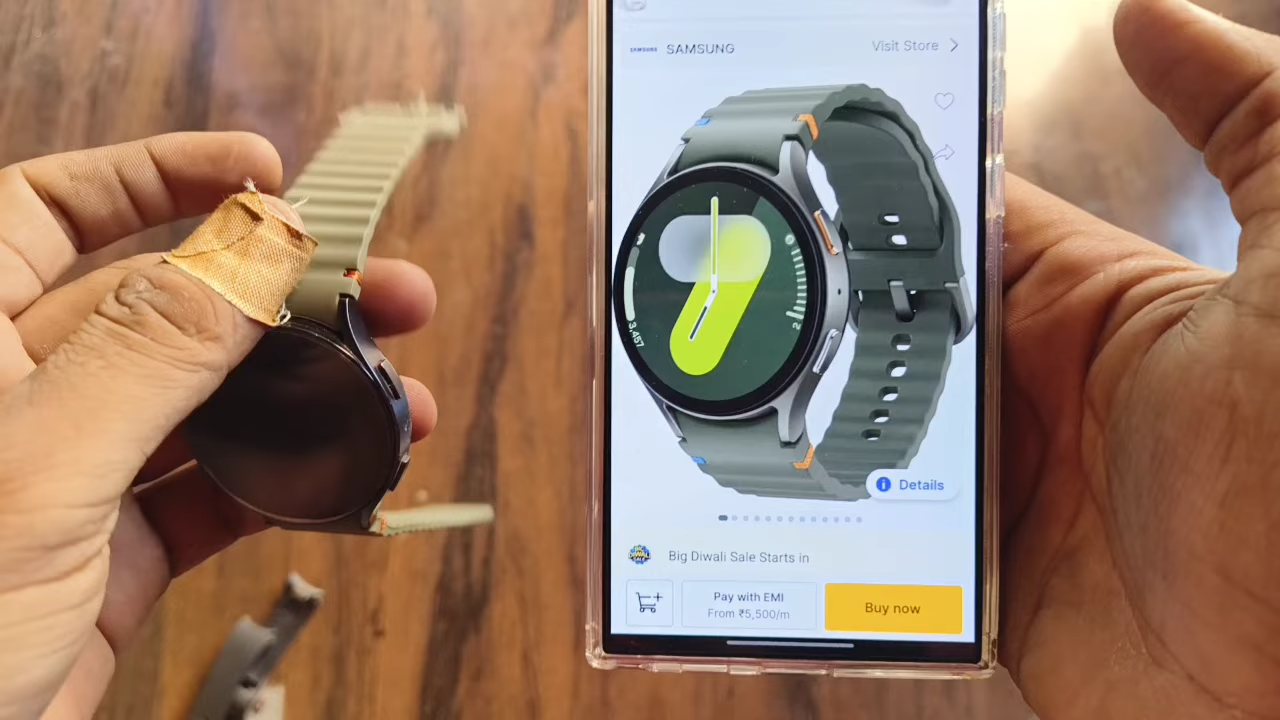 SAMSUNG SAMSUNG Visit Store
3,457
Details
Big Diwali Sale Starts in
Pay with EMI
From ₹5,500/m
Buy now